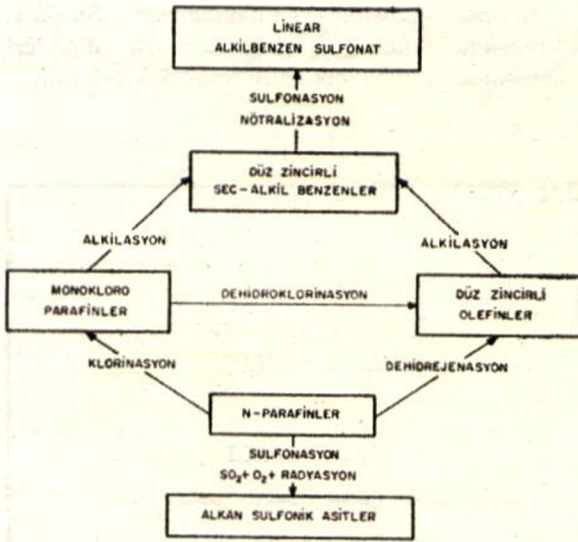 LİNEAR
ALKİLBENZEN SULFONAT
SULFONASYON
NÖTRALİZASYON
DÜZ ZİNCİRLİ
SEC-ALKİL BENZENLER
ALKİLASYON
ALKİLASYON
MONOKLORO
PARAFİNLER
DEHİDROKLORİNASYON
DÜZ ZİNCİRLİ
OLEFİNLER
KLORİNASYON
DEHİDREJENASYON
N-PARAFİNLER
SULFONASYON
SO₂+ O₂+ RADYASYON
ALKAN SULFONİK ASİTLER